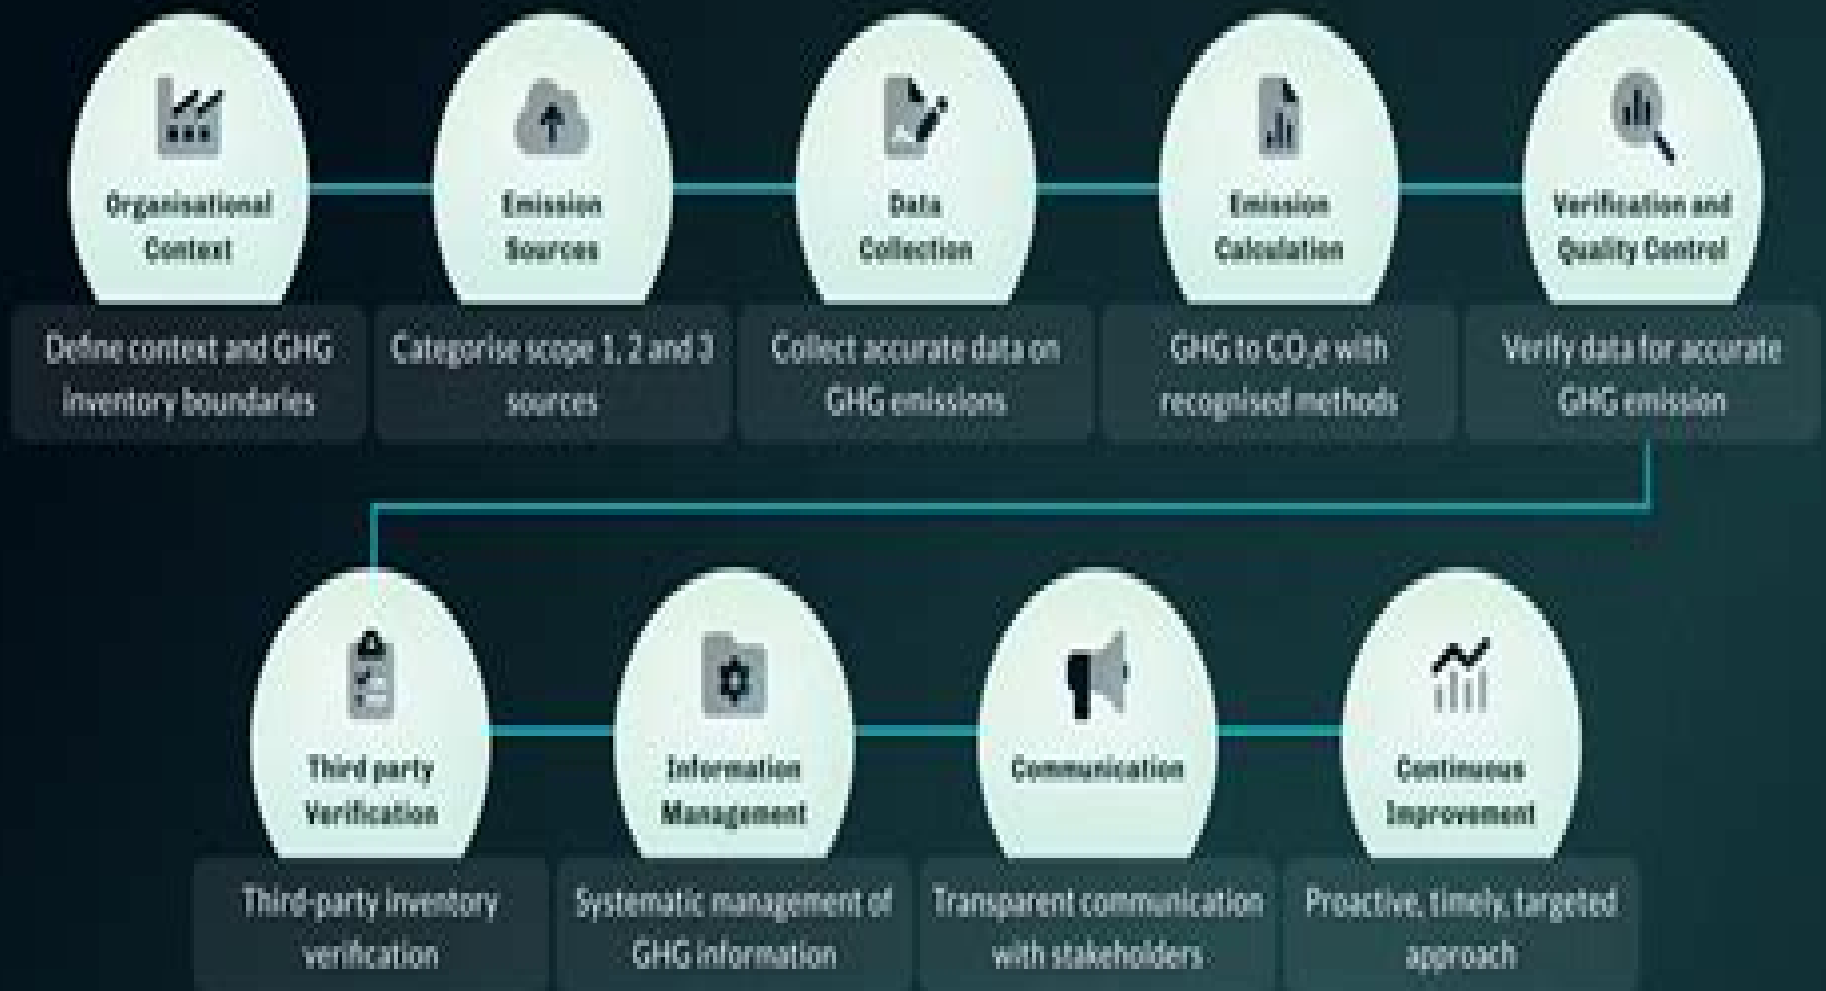 Organisational
Context
Define context and GHG
inventory boundaries
Emission
Sources
Categorise scope 1, 2 and 3
sources
Data
Collection
Collect accurate data on
GHG emissions
Emission
Calculation
GHG to CO₂e with
recognised methods
Verification and
Quality Control
Verify data for accurate
GHG emission
Third party
Verification
Third-party inventory
verification
Information
Management
Systematic management of
GHG information
Communication
Transparent communication
with stakeholders
Continuous
Improvement
Proactive, timely, targeted
approach